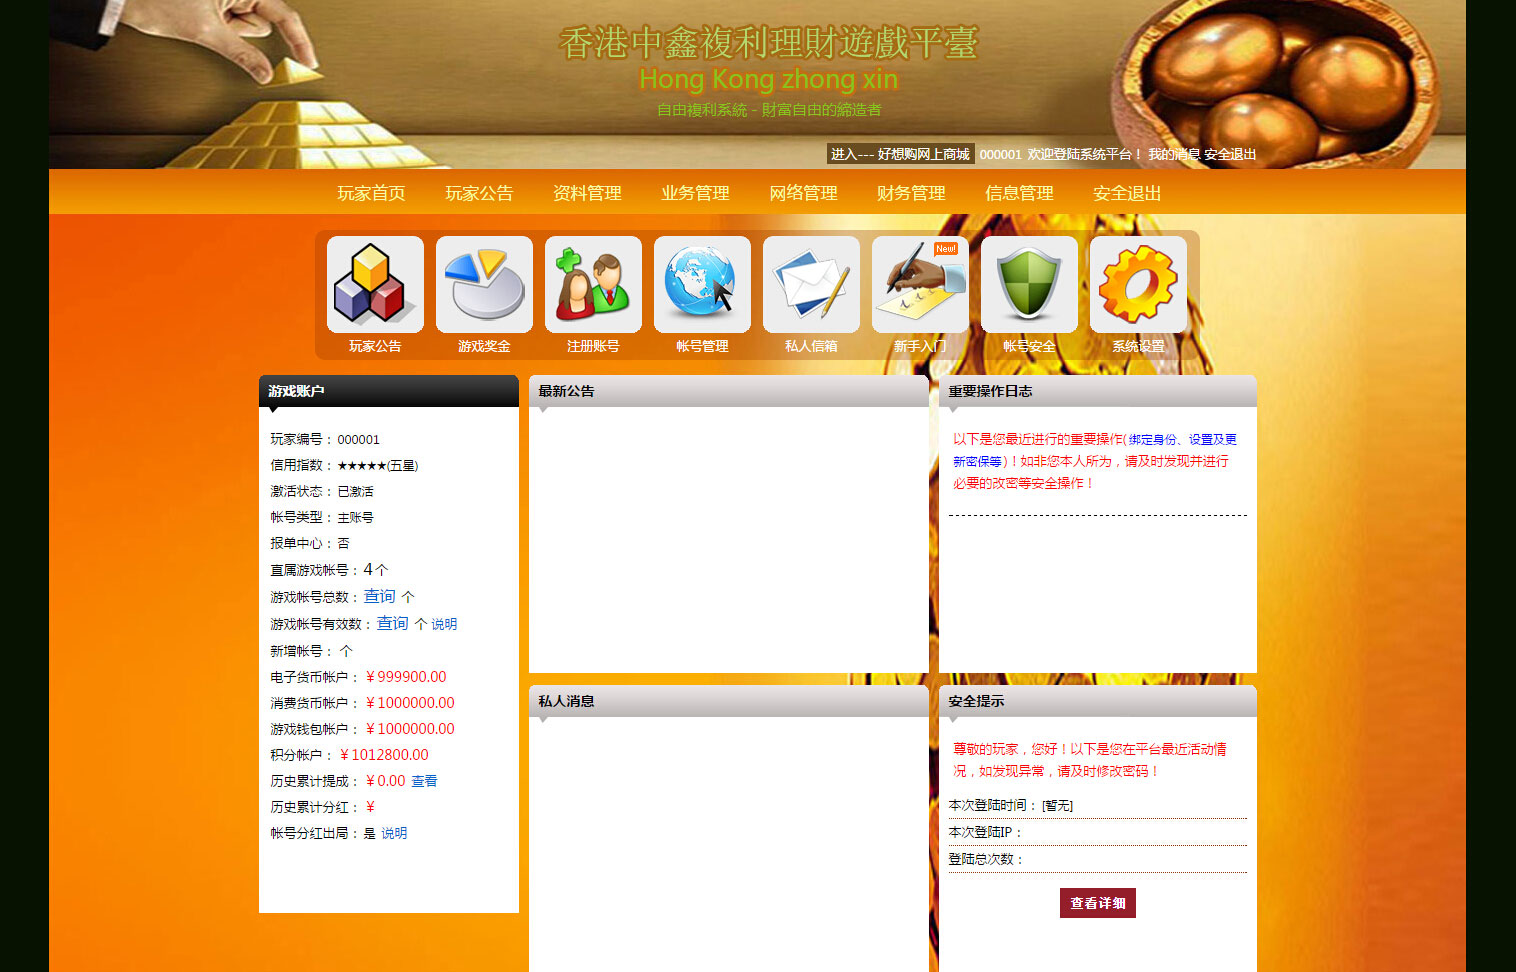 香港中鑫複利理財遊戲平臺
Hong Kong zhong xin
自由複利系統 - 財富自由的締造者
进入--- 好想购网上商城 000001 欢迎登陆系统平台！ 我的消息 安全退出
玩家首页 玩家公告 资料管理 业务管理 网络管理 财务管理 信息管理 安全退出
New!
玩家公告 游戏奖金 注册账号 帐号管理 私人信箱 新手入门 帐号安全 系统设置
游戏账户
玩家编号： 000001
信用指数： ★★★★★(五星)
激活状态： 已激活
帐号类型： 主账号
报单中心： 否
直属游戏帐号： 4 个
游戏帐号总数： 查询 个
游戏帐号有效数： 查询 个 说明
新增帐号： 个
电子货币帐户： ￥999900.00
消费货币帐户： ￥1000000.00
游戏钱包帐户： ￥1000000.00
积分帐户： ￥1012800.00
历史累计提成： ￥0.00 查看
历史累计分红： ￥
帐号分红出局： 是 说明
最新公告
私人消息
重要操作日志
以下是您最近进行的重要操作(绑定身份、设置及更
新密保等)！如非您本人所为，请及时发现并进行
必要的改密等安全操作！
安全提示
尊敬的玩家，您好！以下是您在平台最近活动情
况，如发现异常，请及时修改密码！
本次登陆时间： [暂无]
本次登陆IP：
登陆总次数：
查看详细